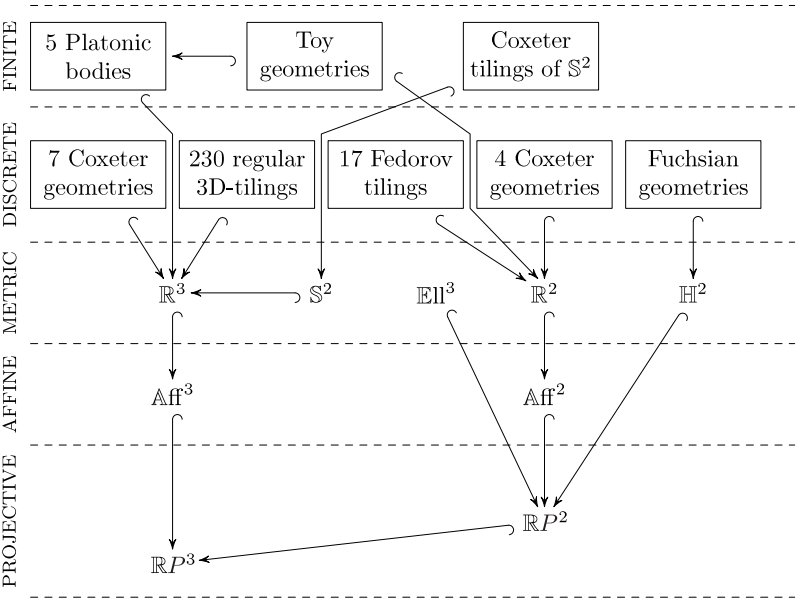 FINITE
5 Platonic
bodies
Toy
geometries
Coxeter
tilings of 𝕊²
DISCRETE
7 Coxeter
geometries
230 regular
3D-tilings
17 Fedorov
tilings
4 Coxeter
geometries
Fuchsian
geometries
METRIC
ℝ³
𝕊²
𝔼ll³
ℝ²
ℍ²
AFFINE
𝔸ff³
𝔸ff²
PROJECTIVE
ℝP²
ℝP³